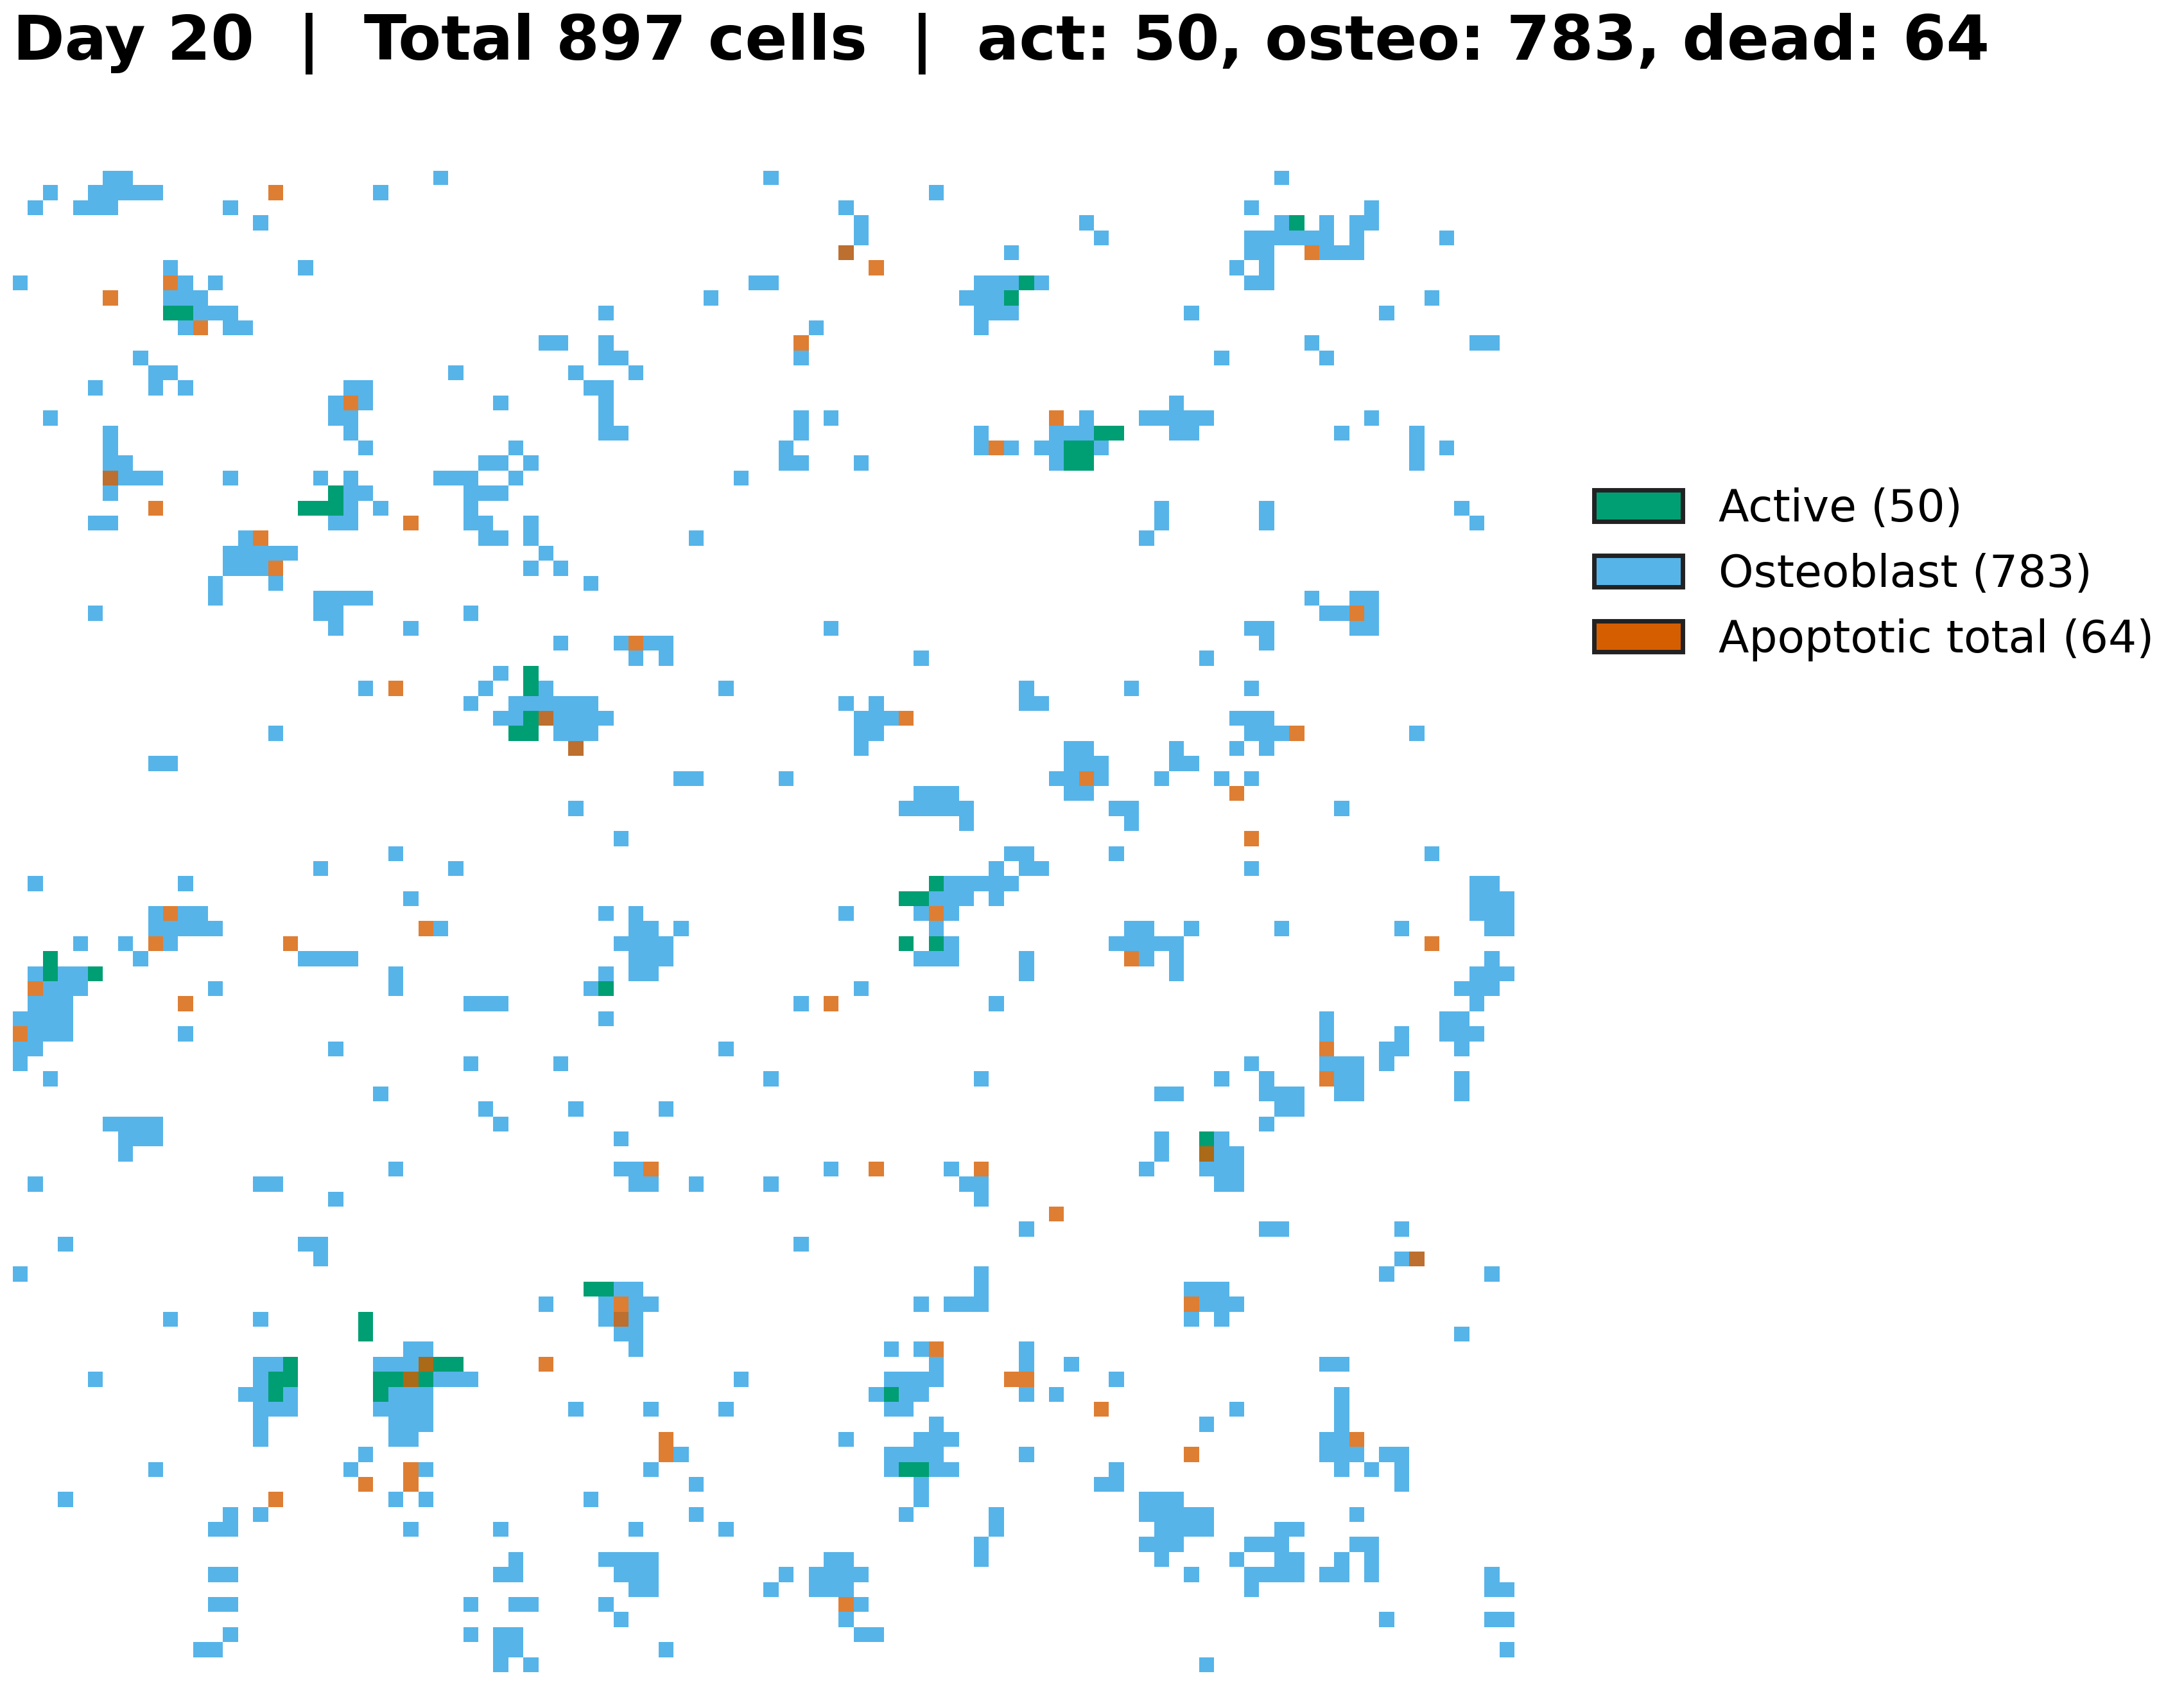 Day 20 | Total 897 cells | act: 50, osteo: 783, dead: 64
Active (50)
Osteoblast (783)
Apoptotic total (64)